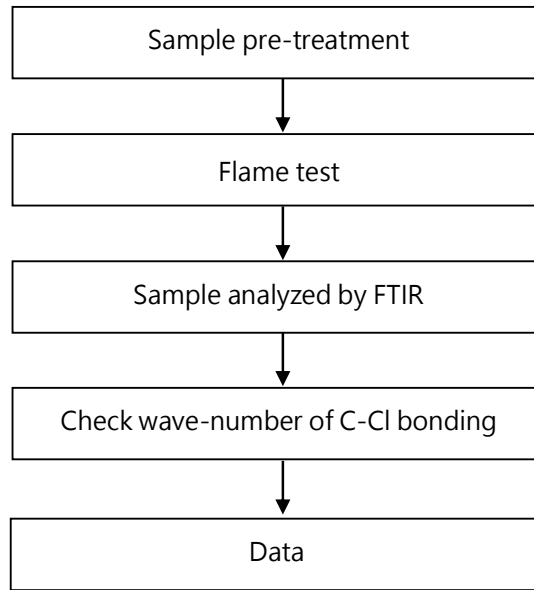 Sample pre-treatment
Flame test
Sample analyzed by FTIR
Check wave-number of C-Cl bonding
Data